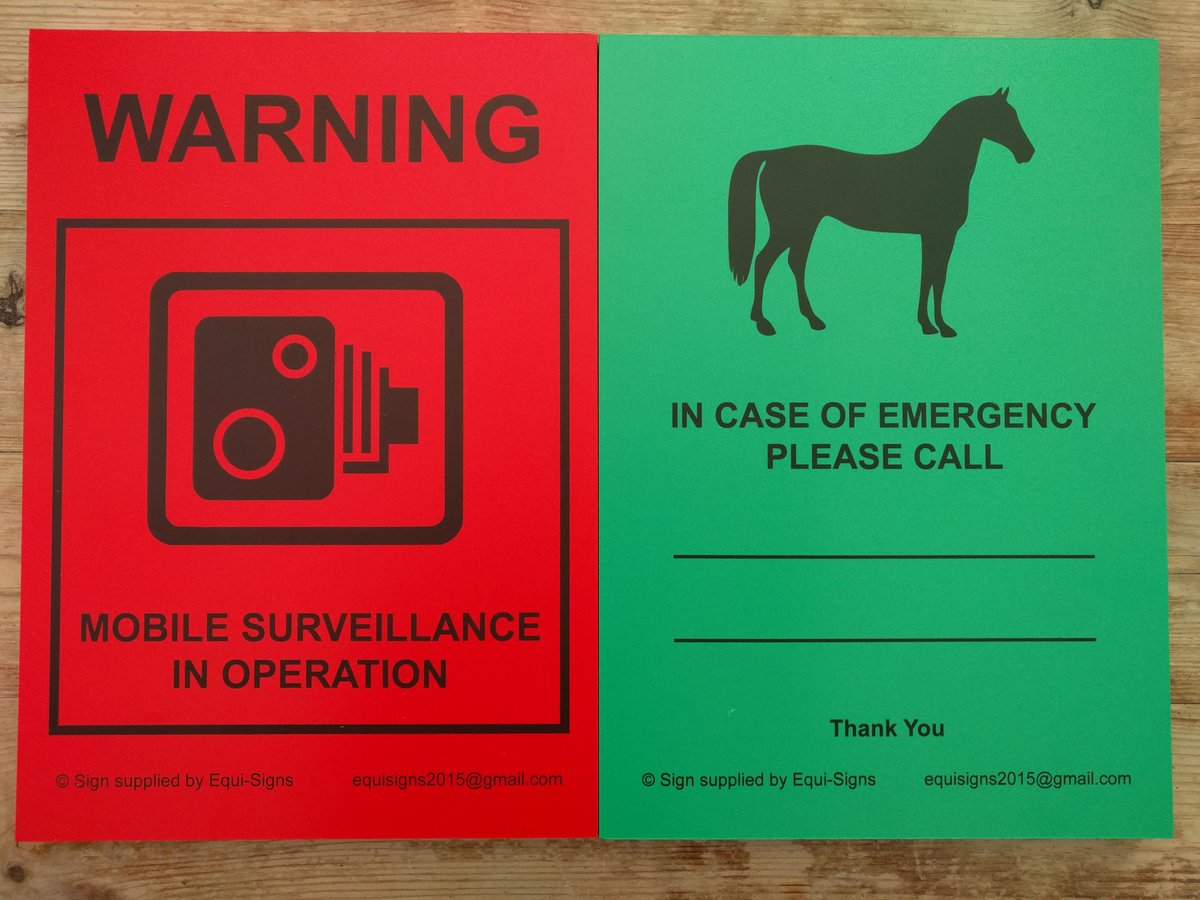 WARNING
MOBILE SURVEILLANCE
IN OPERATION
© Sign supplied by Equi-Signs equisigns2015@gmail.com
IN CASE OF EMERGENCY
PLEASE CALL
Thank You
© Sign supplied by Equi-Signs equisigns2015@gmail.com